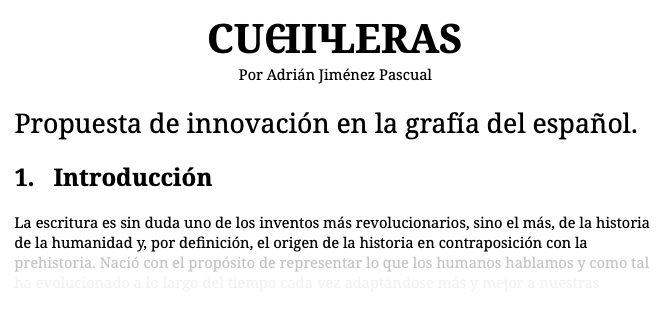 CUCHILLERAS
Por Adrián Jiménez Pascual
Propuesta de innovación en la grafía del español.
1. Introducción
La escritura es sin duda uno de los inventos más revolucionarios, sino el más, de la historia
de la humanidad y, por definición, el origen de la historia en contraposición con la
prehistoria. Nació con el propósito de representar lo que los humanos hablamos y como tal
ha evolucionado a lo largo del tiempo cada vez adaptándose más y mejor a nuestras